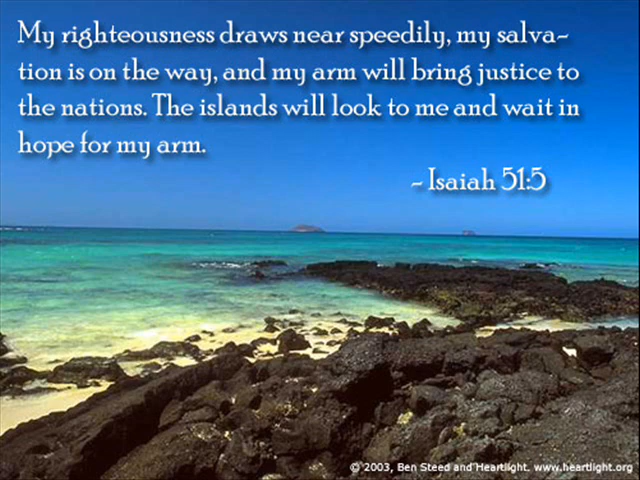 My righteousness draws near speedily, my salva-
tion is on the way, and my arm will bring justice to
the nations. The islands will look to me and wait in
hope for my arm.
- Isaiah 51:5
© 2003, Ben Steed and Heartlight. www.heartlight.org